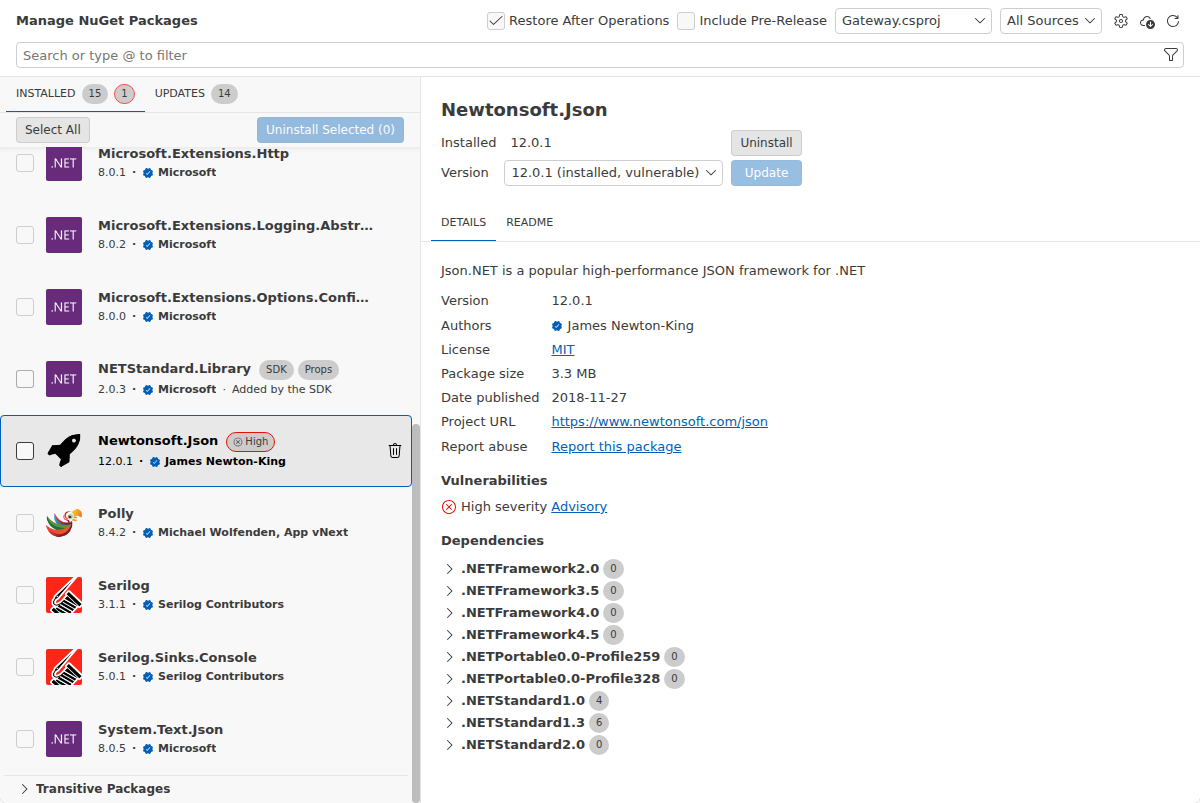 Manage NuGet Packages
Restore After Operations
Include Pre-Release
Gateway.csproj
All Sources
Search or type @ to filter
INSTALLED 15 1 UPDATES 14
Select All
Uninstall Selected (0)
.NET Microsoft.Extensions.Http
8.0.1 · Microsoft
.NET Microsoft.Extensions.Logging.Abstr...
8.0.2 · Microsoft
.NET Microsoft.Extensions.Options.Confi...
8.0.0 · Microsoft
.NET NETStandard.Library SDK Props
2.0.3 · Microsoft · Added by the SDK
Newtonsoft.Json High
12.0.1 · James Newton-King
Polly
8.4.2 · Michael Wolfenden, App vNext
Serilog
3.1.1 · Serilog Contributors
Serilog.Sinks.Console
5.0.1 · Serilog Contributors
.NET System.Text.Json
8.0.5 · Microsoft
Transitive Packages
Newtonsoft.Json
Installed 12.0.1 Uninstall
Version 12.0.1 (installed, vulnerable) Update
DETAILS README
Json.NET is a popular high-performance JSON framework for .NET
Version 12.0.1
Authors James Newton-King
License MIT
Package size 3.3 MB
Date published 2018-11-27
Project URL https://www.newtonsoft.com/json
Report abuse Report this package
Vulnerabilities
High severity Advisory
Dependencies
.NETFramework2.0 0
.NETFramework3.5 0
.NETFramework4.0 0
.NETFramework4.5 0
.NETPortable0.0-Profile259 0
.NETPortable0.0-Profile328 0
.NETStandard1.0 4
.NETStandard1.3 6
.NETStandard2.0 0